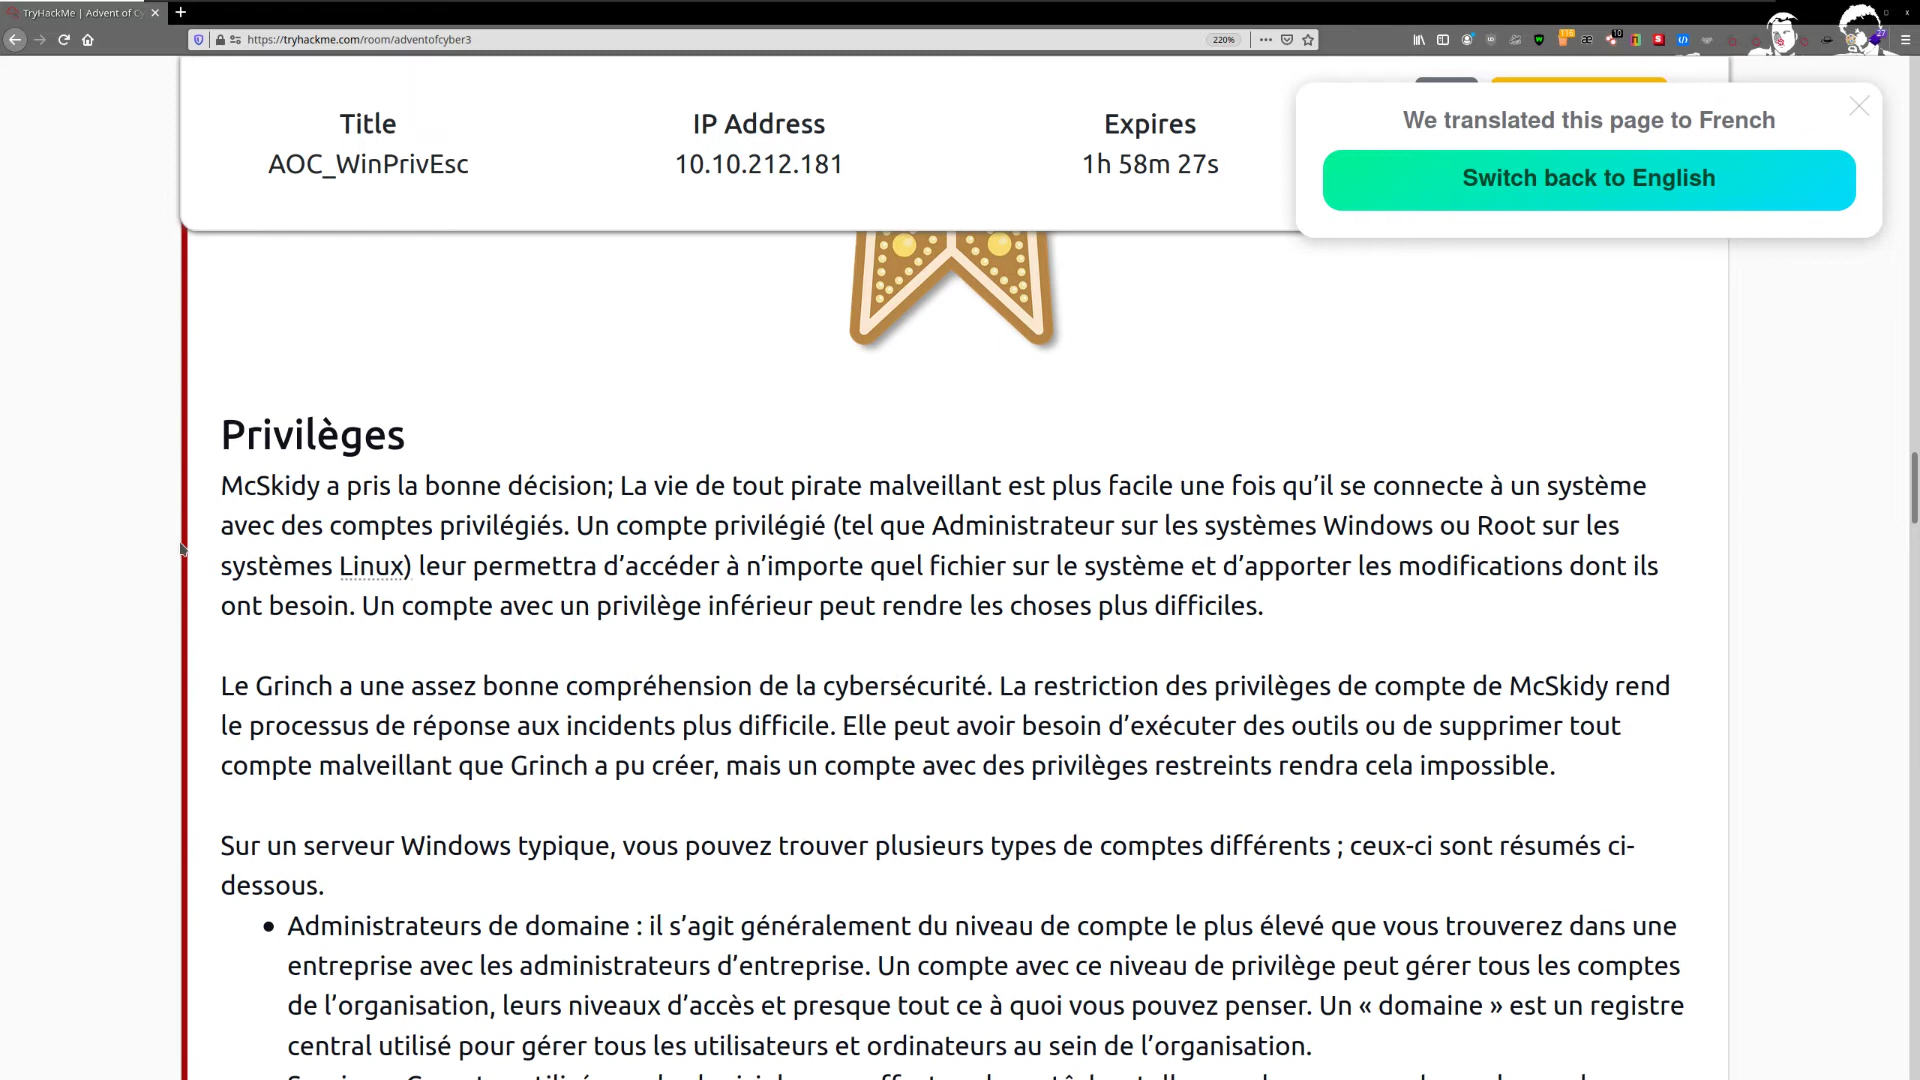 TryHackMe | Advent of Cy
https://tryhackme.com/room/adventofcyber3
220%
Title
IP Address
Expires
AOC_WinPrivEsc
10.10.212.181
1h 58m 27s
We translated this page to French
Switch back to English
Privilèges
McSkidy a pris la bonne décision; La vie de tout pirate malveillant est plus facile une fois qu’il se connecte à un système
avec des comptes privilégiés. Un compte privilégié (tel que Administrateur sur les systèmes Windows ou Root sur les
systèmes Linux) leur permettra d’accéder à n’importe quel fichier sur le système et d’apporter les modifications dont ils
ont besoin. Un compte avec un privilège inférieur peut rendre les choses plus difficiles.
Le Grinch a une assez bonne compréhension de la cybersécurité. La restriction des privilèges de compte de McSkidy rend
le processus de réponse aux incidents plus difficile. Elle peut avoir besoin d’exécuter des outils ou de supprimer tout
compte malveillant que Grinch a pu créer, mais un compte avec des privilèges restreints rendra cela impossible.
Sur un serveur Windows typique, vous pouvez trouver plusieurs types de comptes différents ; ceux-ci sont résumés ci-
dessous.
Administrateurs de domaine : il s’agit généralement du niveau de compte le plus élevé que vous trouverez dans une
entreprise avec les administrateurs d’entreprise. Un compte avec ce niveau de privilège peut gérer tous les comptes
de l’organisation, leurs niveaux d’accès et presque tout ce à quoi vous pouvez penser. Un « domaine » est un registre
central utilisé pour gérer tous les utilisateurs et ordinateurs au sein de l’organisation.